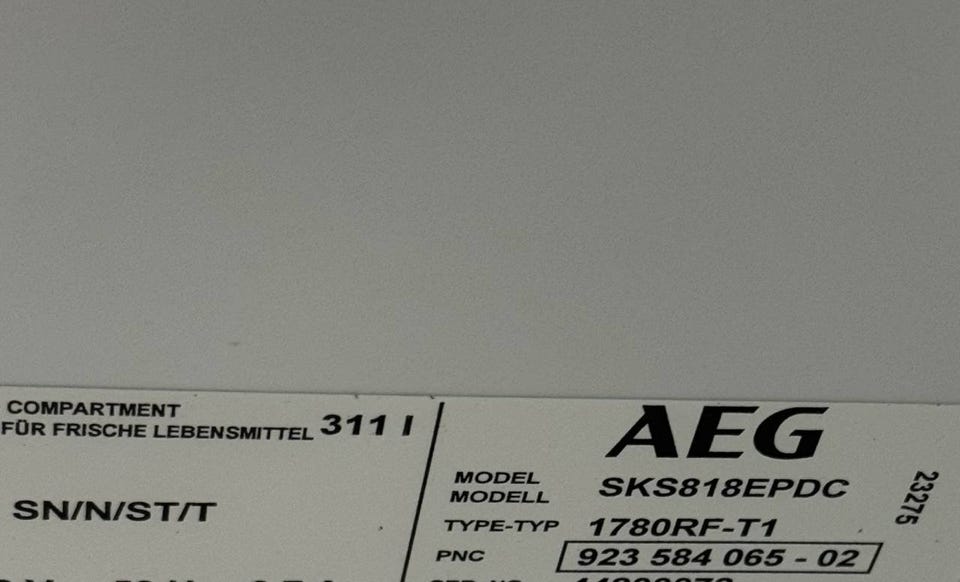 COMPARTMENT
FÜR FRISCHE LEBENSMITTEL 311 l
SN/N/ST/T
AEG
MODEL
MODELL SKS818EPDC
TYPE-TYP 1780RF-T1
PNC 923 584 065 - 02
23275